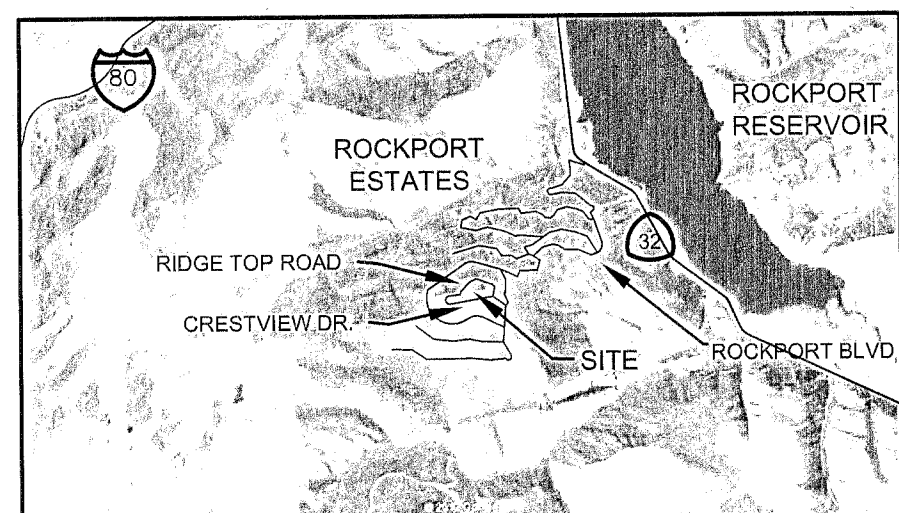 80
ROCKPORT
RESERVOIR
ROCKPORT
ESTATES
32
RIDGE TOP ROAD
CRESTVIEW DR.
SITE
ROCKPORT BLVD